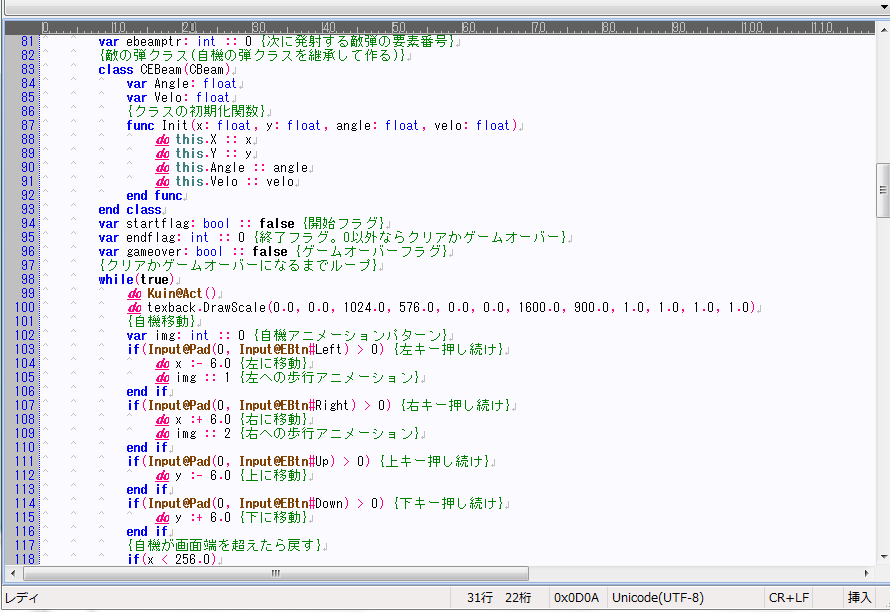 0 10 20 30 40 50 60 70 80 90 100 110
81 var ebeamptr: int :: 0 {次に発射する敵弾の要素番号}
82 {敵の弾クラス(自機の弾クラスを継承して作る)}
83 class CEBeam(CBeam)
84 var Angle: float
85 var Velo: float
86 {クラスの初期化関数}
87 func Init(x: float, y: float, angle: float, velo: float)
88 do this.X :: x
89 do this.Y :: y
90 do this.Angle :: angle
91 do this.Velo :: velo
92 end func
93 end class
94 var startflag: bool :: false {開始フラグ}
95 var endflag: int :: 0 {終了フラグ。0以外ならクリアかゲームオーバー}
96 var gameover: bool :: false {ゲームオーバーフラグ}
97 {クリアかゲームオーバーになるまでループ}
98 while(true)
99 do Kuin@Act()
100 do texback.DrawScale(0.0, 0.0, 1024.0, 576.0, 0.0, 0.0, 1600.0, 900.0, 1.0, 1.0, 1.0, 1.0)
101 {自機移動}
102 var img: int :: 0 {自機アニメーションパターン}
103 if(Input@Pad(0, Input@EBtn#Left) > 0) {左キー押し続け}
104 do x :- 6.0 {左に移動}
105 do img :: 1 {左への歩行アニメーション}
106 end if
107 if(Input@Pad(0, Input@EBtn#Right) > 0) {右キー押し続け}
108 do x :+ 6.0 {右に移動}
109 do img :: 2 {右への歩行アニメーション}
110 end if
111 if(Input@Pad(0, Input@EBtn#Up) > 0) {上キー押し続け}
112 do y :- 6.0 {上に移動}
113 end if
114 if(Input@Pad(0, Input@EBtn#Down) > 0) {下キー押し続け}
115 do y :+ 6.0 {下に移動}
116 end if
117 {自機が画面端を超えたら戻す}
118 if(x < 256.0)
レディ 31行 22桁 0x0D0A Unicode(UTF-8) CR+LF 挿入